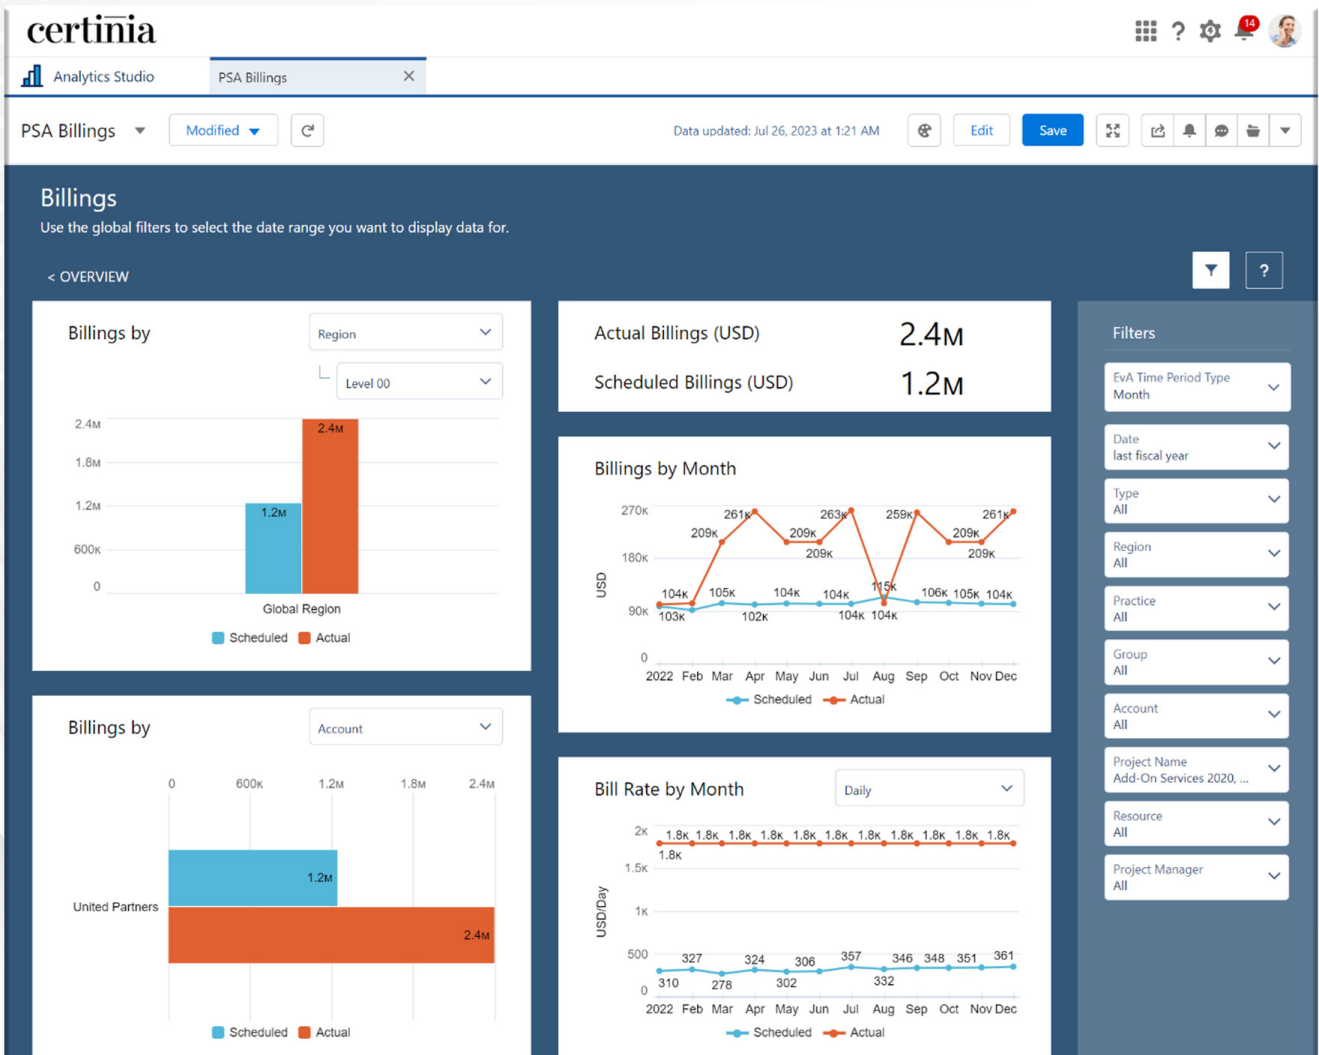 certinia
14
Analytics Studio
PSA Billings
PSA Billings
Modified
Data updated: Jul 26, 2023 at 1:21 AM
Edit
Save
Billings
Use the global filters to select the date range you want to display data for.
< OVERVIEW
?
Billings by
Region
Level 00
2.4M
1.8M
1.2M
600K
0
1.2M
2.4M
Global Region
Scheduled
Actual
Billings by
Account
0 600K 1.2M 1.8M 2.4M
1.2M
United Partners
2.4M
Scheduled
Actual
Actual Billings (USD) 2.4M
Scheduled Billings (USD) 1.2M
Billings by Month
270K
180K
90K
0
USD
261K 263K 259K 261K
209K 209K 209K
209K 209K
115K
104K 105K 104K 104K 106K 105K 104K
103K 102K 104K 104K
2022 Feb Mar Apr May Jun Jul Aug Sep Oct Nov Dec
Scheduled
Actual
Bill Rate by Month
Daily
2K
1.5K
1K
500
0
USD/Day
1.8K 1.8K 1.8K 1.8K 1.8K 1.8K 1.8K 1.8K 1.8K 1.8K 1.8K
1.8K
327 324 306 357 346 348 351 361
310 278 302 332
2022 Feb Mar Apr May Jun Jul Aug Sep Oct Nov Dec
Scheduled
Actual
Filters
EvA Time Period Type
Month
Date
last fiscal year
Type
All
Region
All
Practice
All
Group
All
Account
All
Project Name
Add-On Services 2020, ...
Resource
All
Project Manager
All